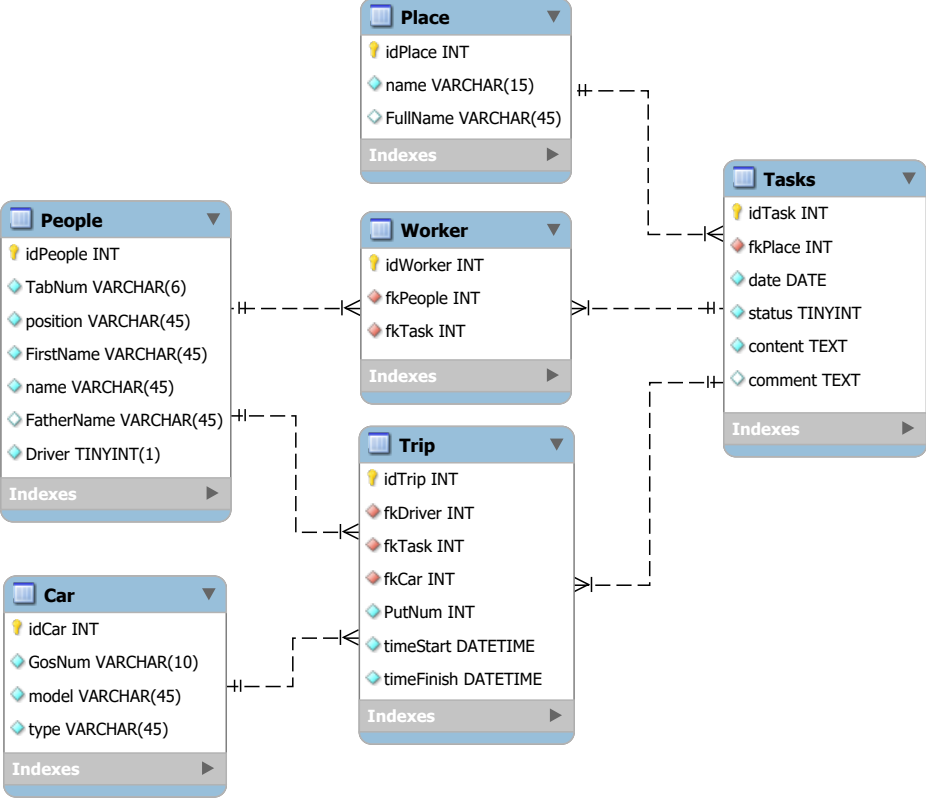 Place
idPlace INT
name VARCHAR(15)
FullName VARCHAR(45)
Indexes
People
idPeople INT
TabNum VARCHAR(6)
position VARCHAR(45)
FirstName VARCHAR(45)
name VARCHAR(45)
FatherName VARCHAR(45)
Driver TINYINT(1)
Indexes
Worker
idWorker INT
fkPeople INT
fkTask INT
Indexes
Tasks
idTask INT
fkPlace INT
date DATE
status TINYINT
content TEXT
comment TEXT
Indexes
Trip
idTrip INT
fkDriver INT
fkTask INT
fkCar INT
PutNum INT
timeStart DATETIME
timeFinish DATETIME
Indexes
Car
idCar INT
GosNum VARCHAR(10)
model VARCHAR(45)
type VARCHAR(45)
Indexes